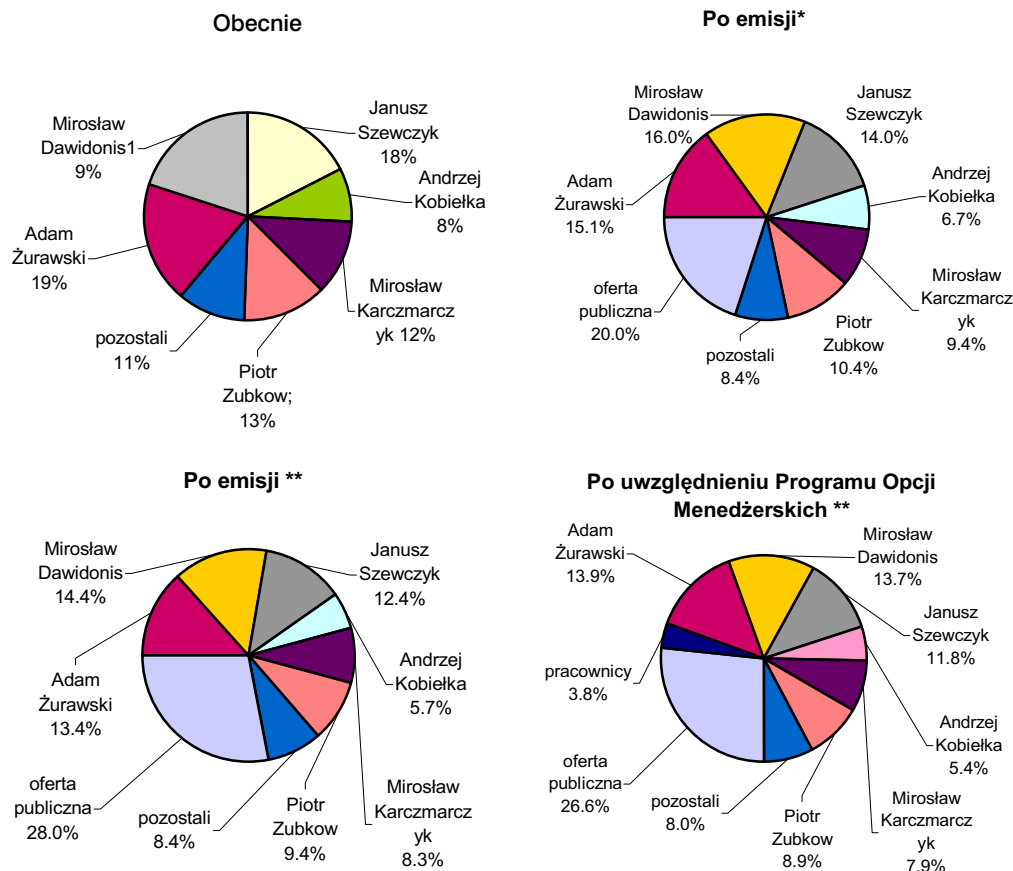 Obecnie
Mirosław
Dawidonis1
9%
Janusz
Szewczyk
18%
Andrzej
Kobiełka
8%
Mirosław
Karczmarcz
yk 12%
Piotr
Zubkow;
13%
pozostali
11%
Adam
Żurawski
19%
Po emisji*
Mirosław
Dawidonis
16.0%
Janusz
Szewczyk
14.0%
Andrzej
Kobiełka
6.7%
Mirosław
Karczmarcz
yk
9.4%
Piotr
Zubkow
10.4%
pozostali
8.4%
oferta
publiczna
20.0%
Adam
Żurawski
15.1%
Po emisji **
Mirosław
Dawidonis
14.4%
Janusz
Szewczyk
12.4%
Andrzej
Kobiełka
5.7%
Mirosław
Karczmarcz
yk
8.3%
Piotr
Zubkow
9.4%
pozostali
8.4%
oferta
publiczna
28.0%
Adam
Żurawski
13.4%
Po uwzględnieniu Programu Opcji
Menedżerskich **
Adam
Żurawski
13.9%
Mirosław
Dawidonis
13.7%
Janusz
Szewczyk
11.8%
Andrzej
Kobiełka
5.4%
Mirosław
Karczmarcz
yk
7.9%
Piotr
Zubkow
8.9%
pozostali
8.0%
oferta
publiczna
26.6%
pracownicy
3.8%